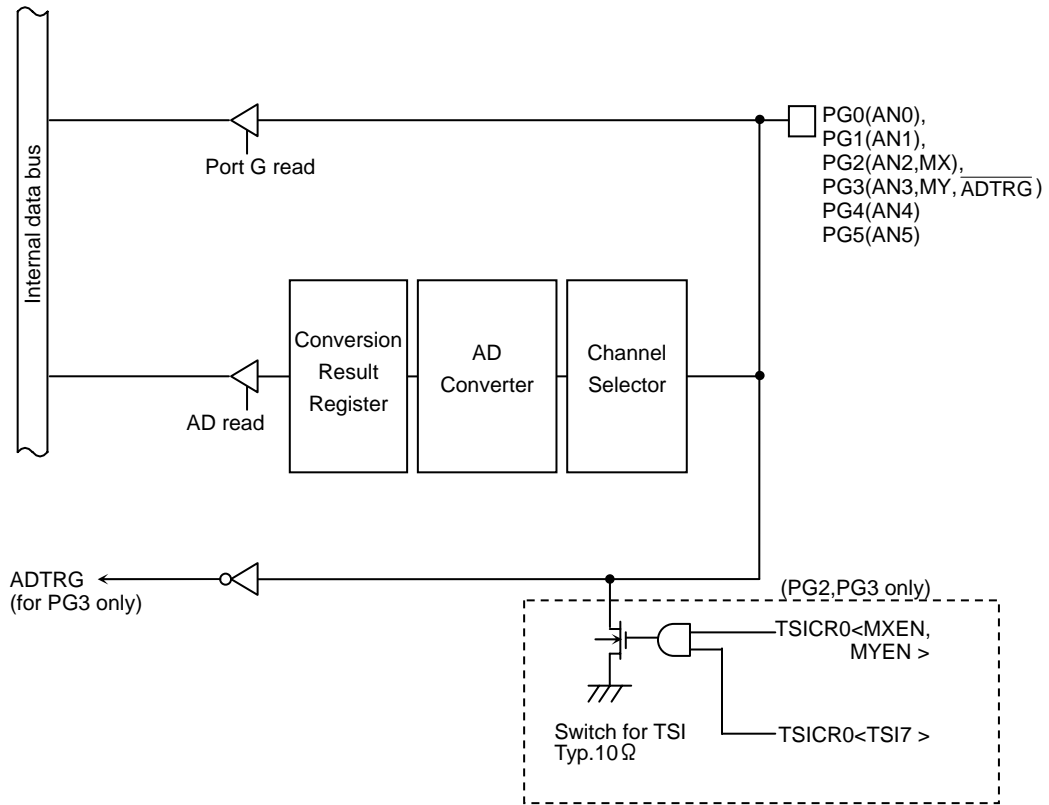 Internal data bus
Port G read
PG0(AN0),
PG1(AN1),
PG2(AN2,MX),
PG3(AN3,MY, ADTRG )
PG4(AN4)
PG5(AN5)
Conversion
Result
Register
AD
Converter
Channel
Selector
AD read
ADTRG
(for PG3 only)
(PG2,PG3 only)
TSICR0<MXEN,
MYEN >
Switch for TSI
Typ.10Ω
TSICR0<TSI7 >